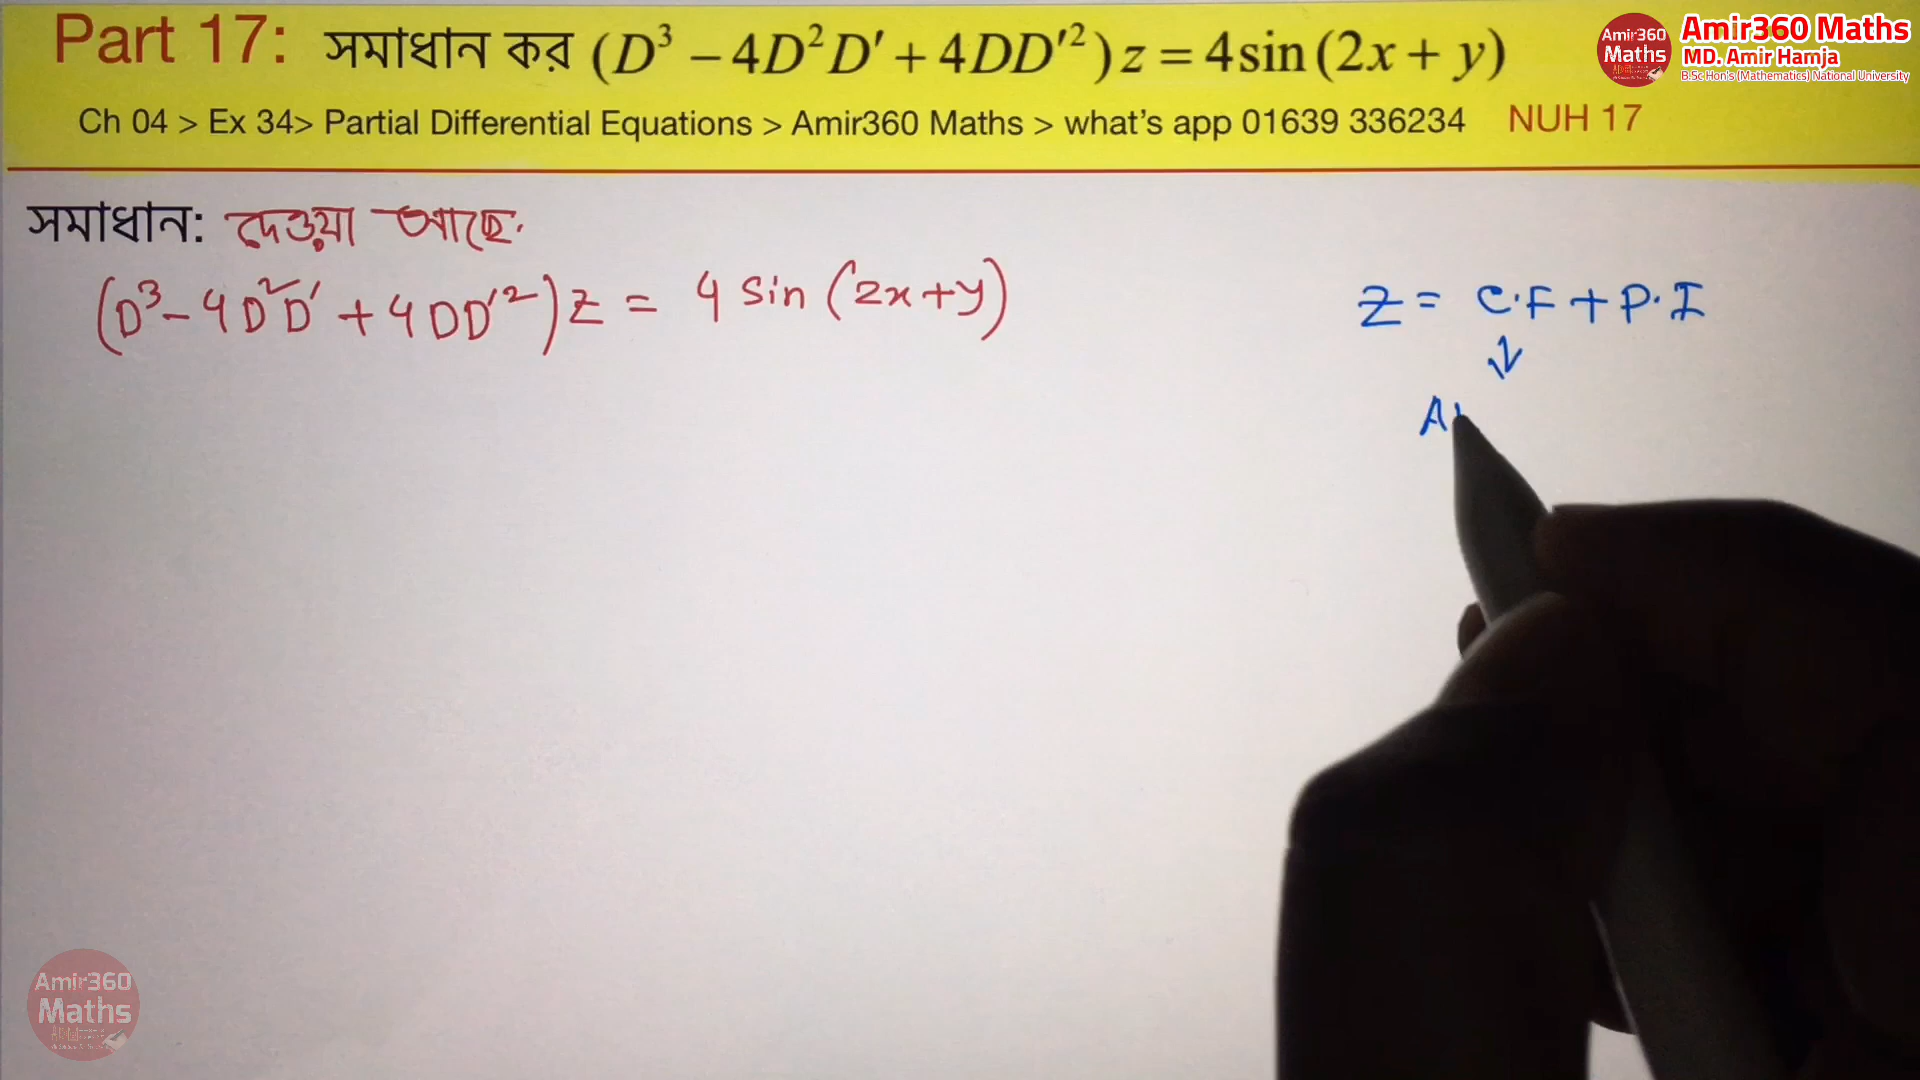 Part 17: সমাধান কর (D³ – 4D²D′ + 4DD′²)z = 4sin(2x + y)
Amir360 Maths
Amir360 Maths
MD. Amir Hamja
B.Sc Hon's (Mathematics) National University
Ch 04 > Ex 34> Partial Differential Equations > Amir360 Maths > what's app 01639 336234 NUH 17
সমাধান: দেওয়া আছে.
(D³ – 4D²D′ + 4DD′²)z = 4 sin (2x+y)
Z = C.F + P.I
A
Amir360
Maths